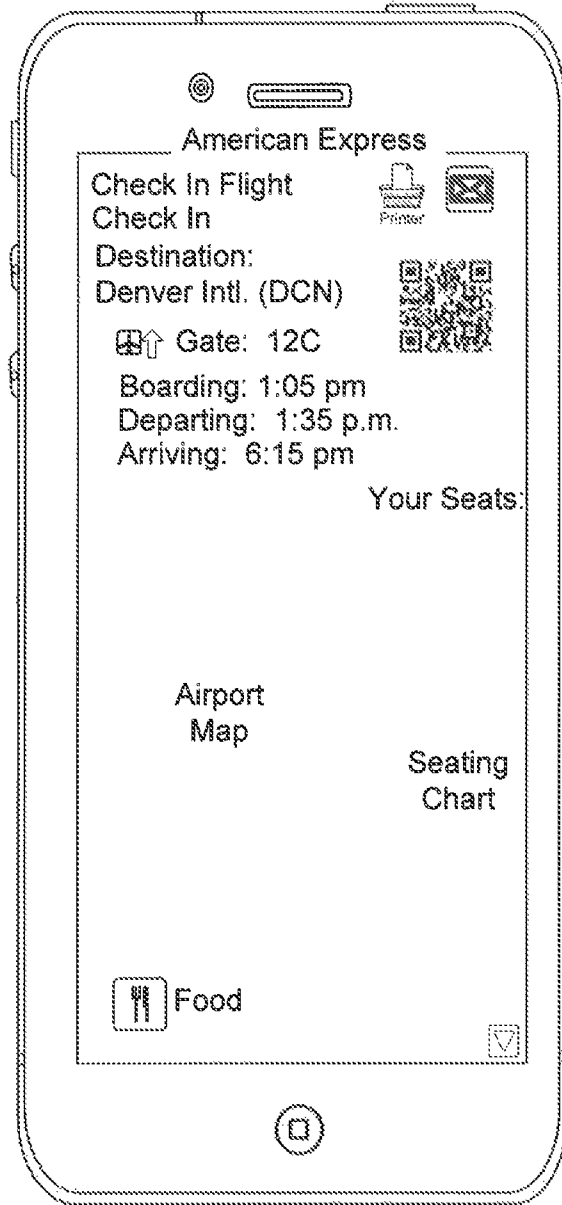 American Express
Check In Flight
Printer
Check In
Destination:
Denver Intl. (DCN)
Gate: 12C
Boarding: 1:05 pm
Departing: 1:35 p.m.
Arriving: 6:15 pm
Your Seats:
Airport
Map
Seating
Chart
Food